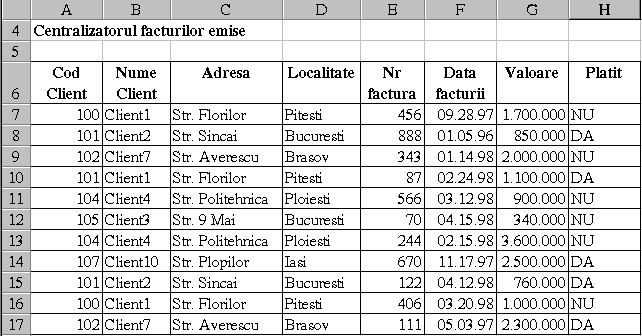 A B C D E F G H
4 Centralizatorul facturilor emise
5
6 Cod Client Nume Client Adresa Localitate Nr factura Data facturii Valoare Platit
7 100 Client1 Str. Florilor Pitesti 456 09.28.97 1.700.000 NU
8 101 Client2 Str. Sincai Bucuresti 888 01.05.96 850.000 DA
9 102 Client7 Str. Averescu Brasov 343 01.14.98 2.000.000 NU
10 101 Client1 Str. Florilor Pitesti 87 02.24.98 1.100.000 DA
11 104 Client4 Str. Politehnica Ploiesti 566 03.12.98 900.000 NU
12 105 Client3 Str. 9 Mai Bucuresti 70 04.15.98 340.000 NU
13 104 Client4 Str. Politehnica Ploiesti 244 02.15.98 3.600.000 NU
14 107 Client10 Str. Plopilor Iasi 670 11.17.97 2.500.000 DA
15 101 Client2 Str. Sincai Bucuresti 122 04.12.98 760.000 DA
16 100 Client1 Str. Florilor Pitesti 406 03.20.98 1.000.000 NU
17 102 Client7 Str. Averescu Brasov 111 05.03.97 2.300.000 DA